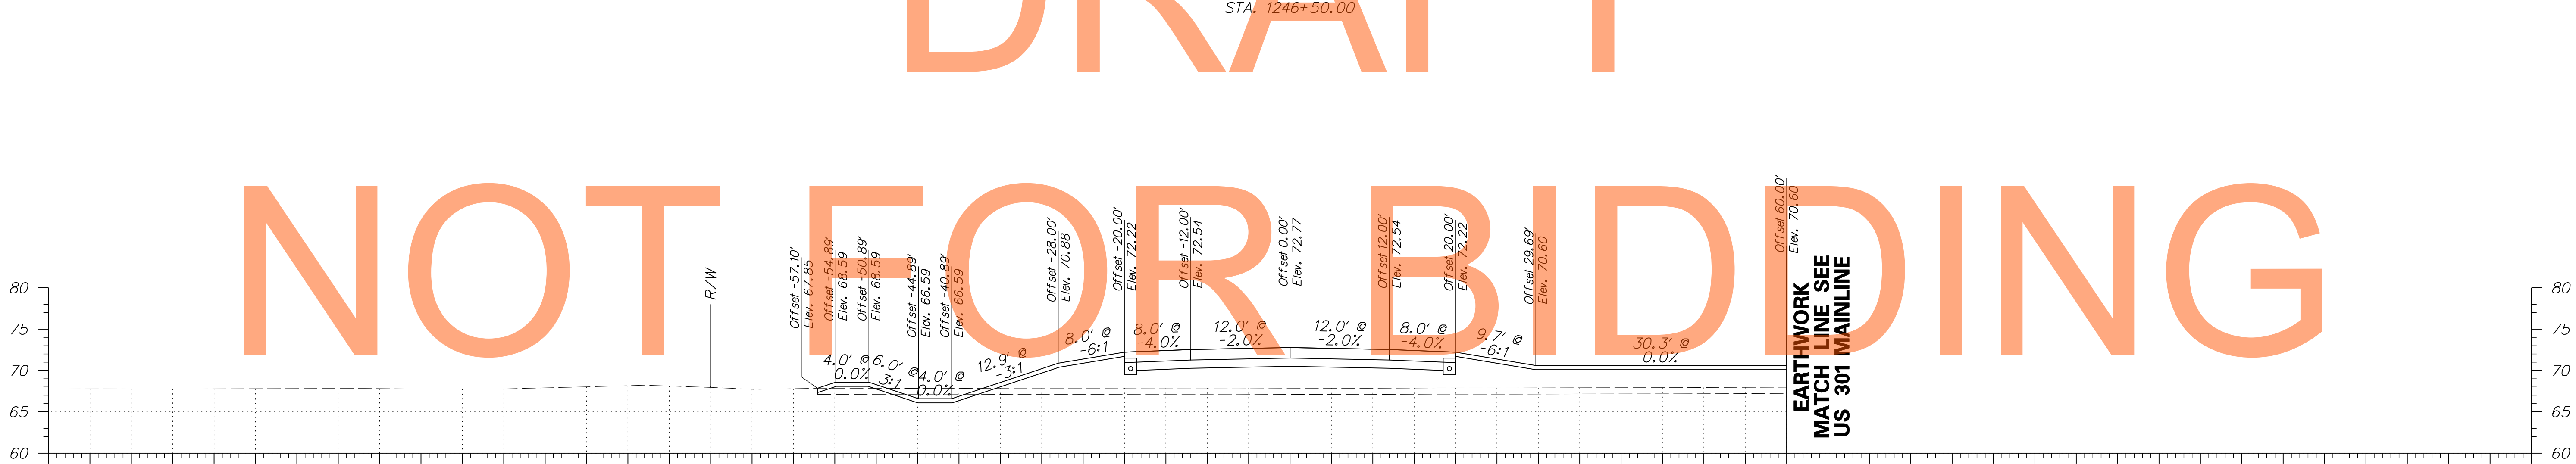 STA. 1246+50.00
DRAFT
NOT FOR BIDDING
R/W
Offset -57.10'
Elev. 67.85
Offset -54.89'
Elev. 68.59
Offset -50.89'
Elev. 68.59
Offset -44.89'
Elev. 66.59
Offset -40.89'
Elev. 66.59
Offset -28.00'
Elev. 70.88
Offset -20.00'
Elev. 72.22
Offset -12.00'
Elev. 72.54
Offset 0.00'
Elev. 72.77
Offset 12.00'
Elev. 72.54
Offset 20.00'
Elev. 72.22
Offset 29.69'
Elev. 70.60
Offset 60.00'
Elev. 70.60
4.0' @
0.0%
6.0' @
3:1
4.0' @
0.0%
12.9' @
-3:1
8.0' @
-6:1
8.0' @
-4.0%
12.0' @
-2.0%
12.0' @
-2.0%
8.0' @
-4.0%
9.7' @
-6:1
30.3' @
0.0%
EARTHWORK
MATCH LINE SEE
US 301 MAINLINE
80
75
70
65
60
80
75
70
65
60